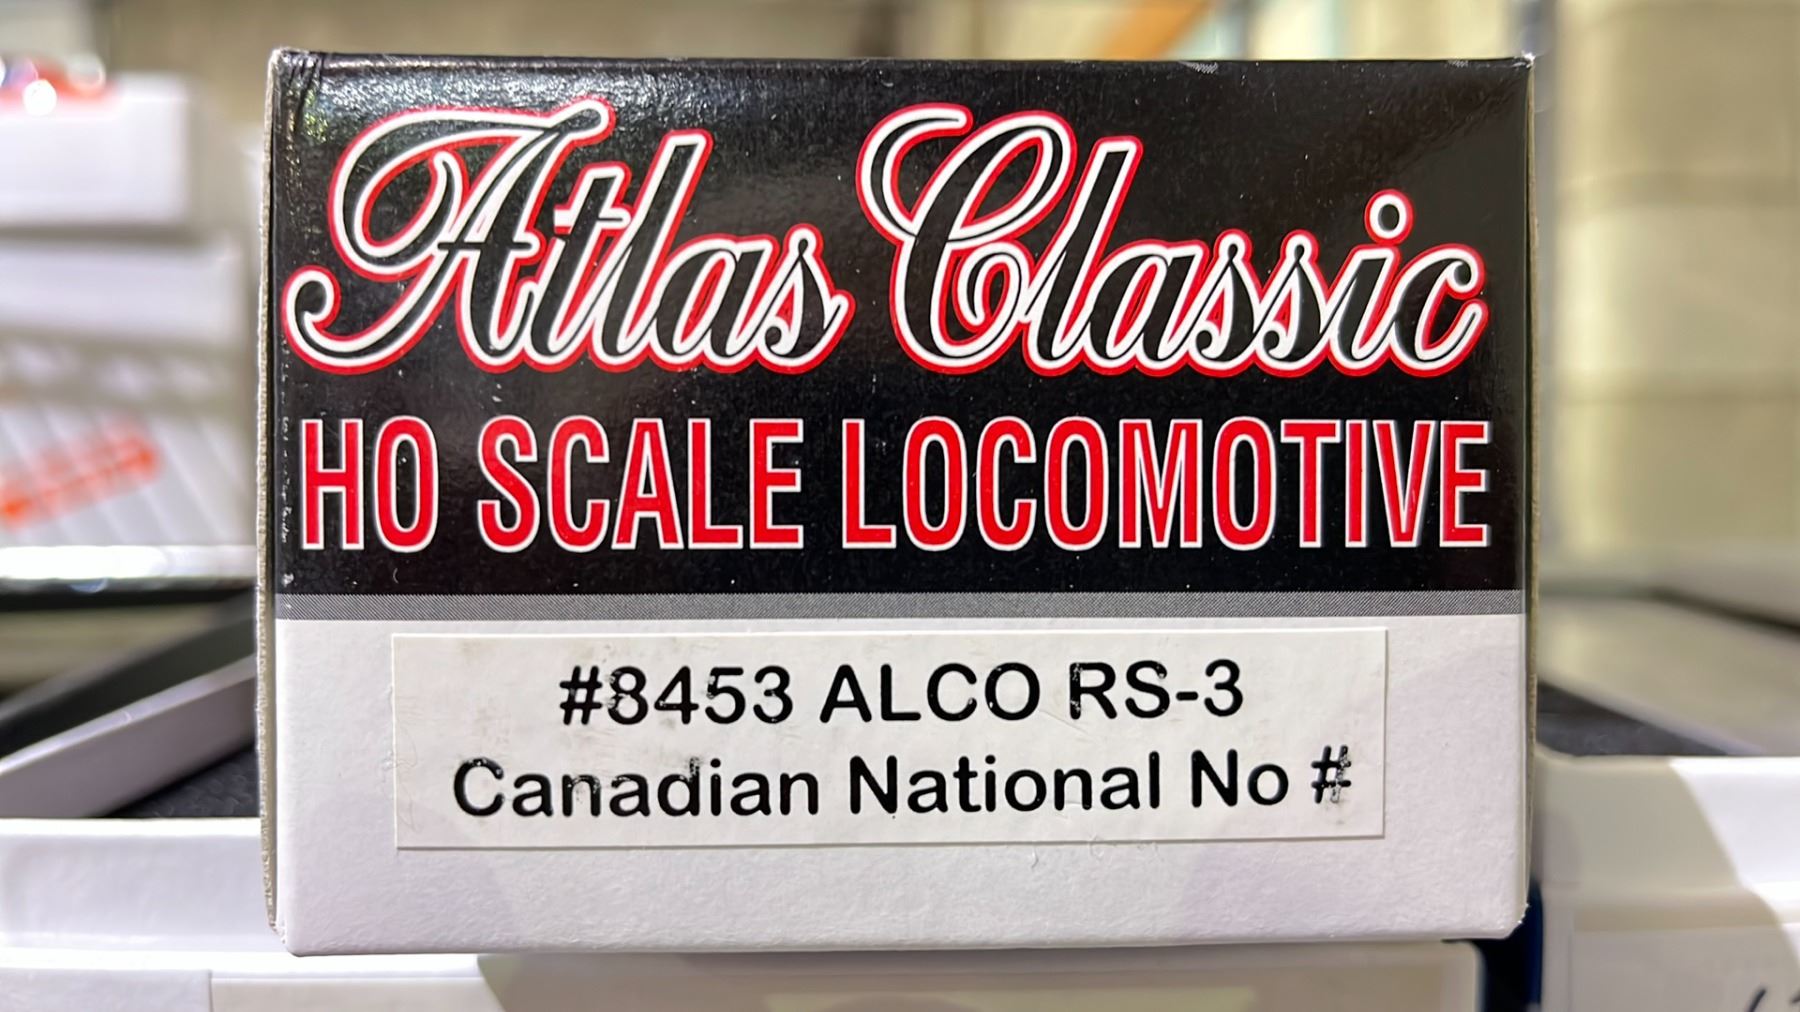 Atlas Classic
HO SCALE LOCOMOTIVE
#8453 ALCO RS-3
Canadian National No #